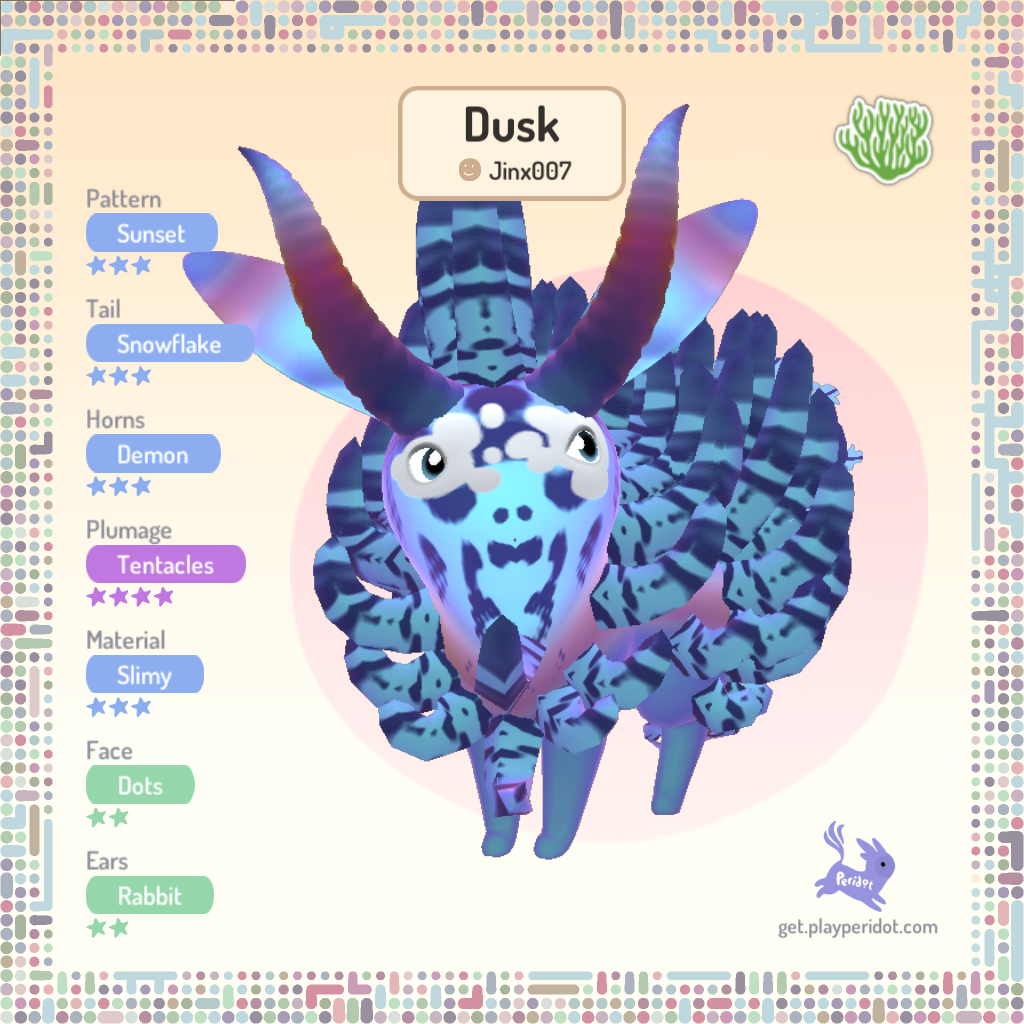 Dusk
Jinx007
Pattern
Sunset
Tail
Snowflake
Horns
Demon
Plumage
Tentacles
Material
Slimy
Face
Dots
Ears
Rabbit
Peridot
get.playperidot.com